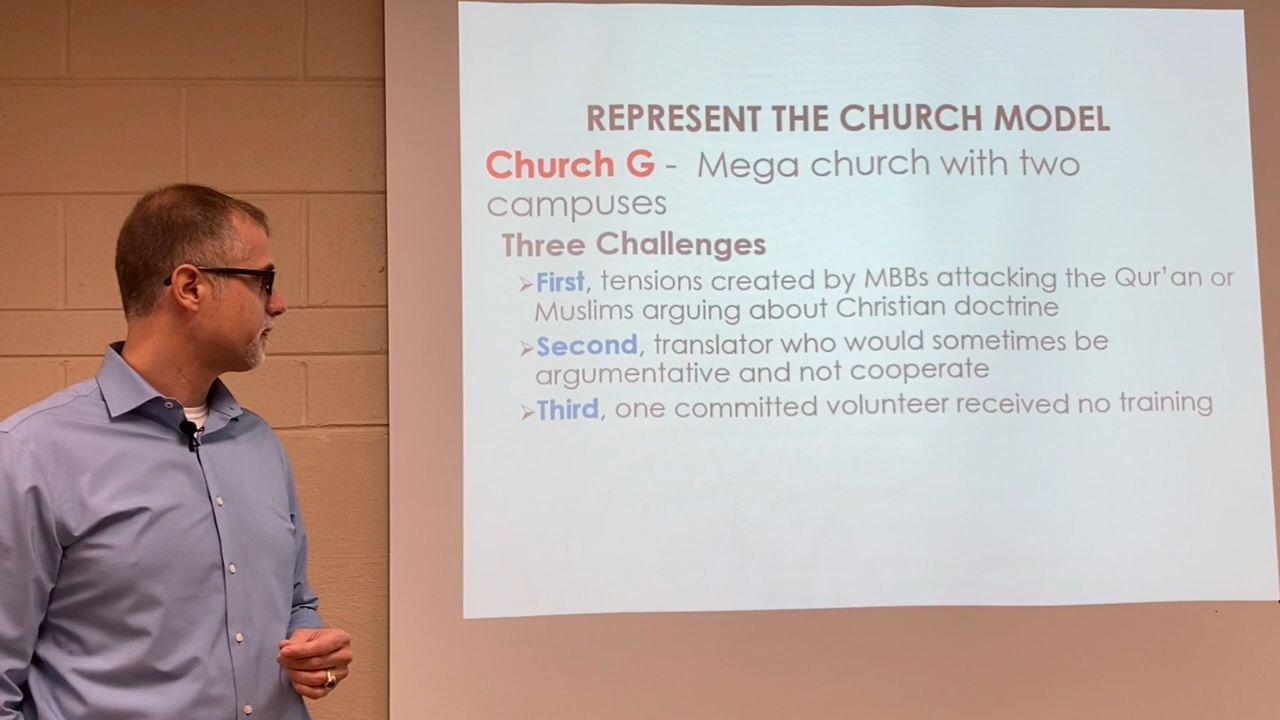 REPRESENT THE CHURCH MODEL
Church G - Mega church with two
campuses
Three Challenges
➢First, tensions created by MBBs attacking the Qur'an or
Muslims arguing about Christian doctrine
➢Second, translator who would sometimes be
argumentative and not cooperate
➢Third, one committed volunteer received no training